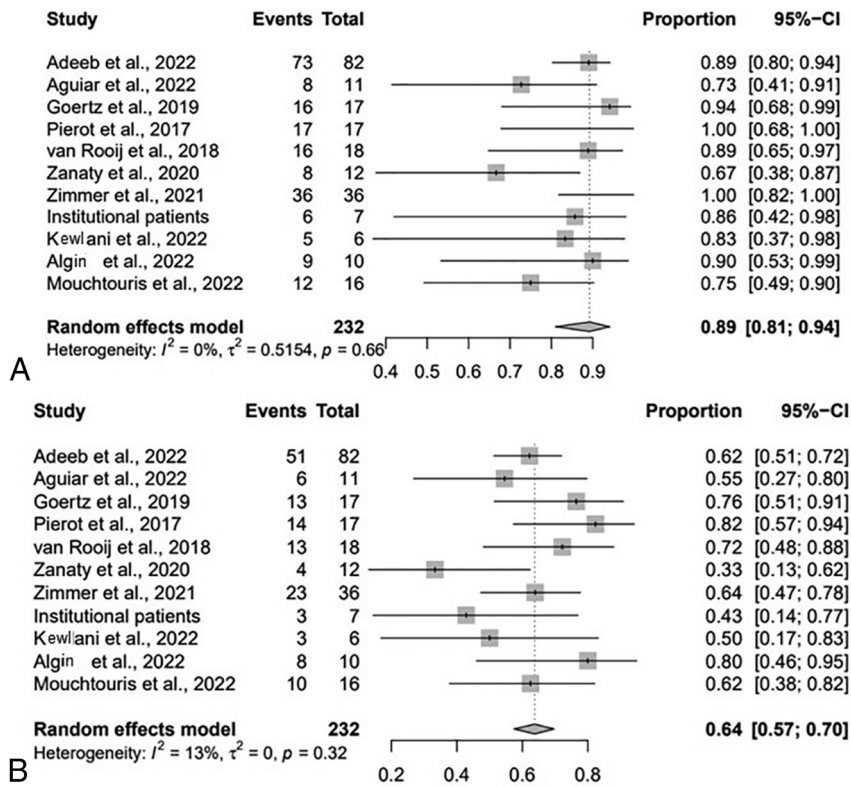 Study Events Total Proportion 95%−CI
Adeeb et al., 2022 73 82 0.89 [0.80; 0.94]
Aguiar et al., 2022 8 11 0.73 [0.41; 0.91]
Goertz et al., 2019 16 17 0.94 [0.68; 0.99]
Pierot et al., 2017 17 17 1.00 [0.68; 1.00]
van Rooij et al., 2018 16 18 0.89 [0.65; 0.97]
Zanaty et al., 2020 8 12 0.67 [0.38; 0.87]
Zimmer et al., 2021 36 36 1.00 [0.82; 1.00]
Institutional patients 6 7 0.86 [0.42; 0.98]
Kewlani et al., 2022 5 6 0.83 [0.37; 0.98]
Algin et al., 2022 9 10 0.90 [0.53; 0.99]
Mouchtouris et al., 2022 12 16 0.75 [0.49; 0.90]
Random effects model 232 0.89 [0.81; 0.94]
Heterogeneity: I² = 0%, τ² = 0.5154, p = 0.66
A 0.4 0.5 0.6 0.7 0.8 0.9
Study Events Total Proportion 95%−CI
Adeeb et al., 2022 51 82 0.62 [0.51; 0.72]
Aguiar et al., 2022 6 11 0.55 [0.27; 0.80]
Goertz et al., 2019 13 17 0.76 [0.51; 0.91]
Pierot et al., 2017 14 17 0.82 [0.57; 0.94]
van Rooij et al., 2018 13 18 0.72 [0.48; 0.88]
Zanaty et al., 2020 4 12 0.33 [0.13; 0.62]
Zimmer et al., 2021 23 36 0.64 [0.47; 0.78]
Institutional patients 3 7 0.43 [0.14; 0.77]
Kewlani et al., 2022 3 6 0.50 [0.17; 0.83]
Algin et al., 2022 8 10 0.80 [0.46; 0.95]
Mouchtouris et al., 2022 10 16 0.62 [0.38; 0.82]
Random effects model 232 0.64 [0.57; 0.70]
Heterogeneity: I² = 13%, τ² = 0, p = 0.32
B 0.2 0.4 0.6 0.8